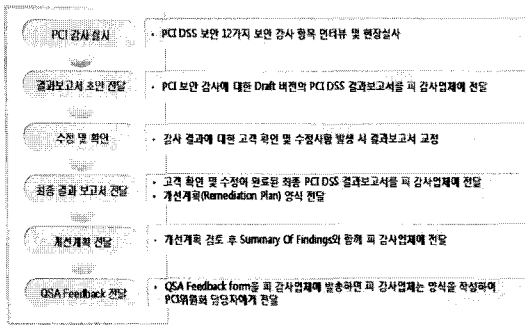 PCI 감사실사
• PCI DSS 보안 12가지 보안 감사 항목 인터뷰 및 현장실사
결과보고서 초안 전달
• PCI 보안 감사에 대한 Draft 버전의 PCI DSS 결과보고서를 피 감사업체에 전달
수정 및 확인
• 감사 결과에 대한 고객 확인 및 수정사항 발생 시 결과보고서 교정
최종 결과 보고서 전달
• 고객 확인 및 수정이 완료된 최종 PCI DSS 결과보고서를 피 감사업체에 전달
• 개선계획(Remediation Plan) 양식 전달
개선계획 전달
• 개선계획 검토 후 Summary Of Findings와 함께 피 감사업체에 전달
QSA Feedback 전달
• QSA Feedback form을 피 감사업체에 발송하면 피 감사업체는 양식을 작성하여
PCI위원회 담당자에게 전달